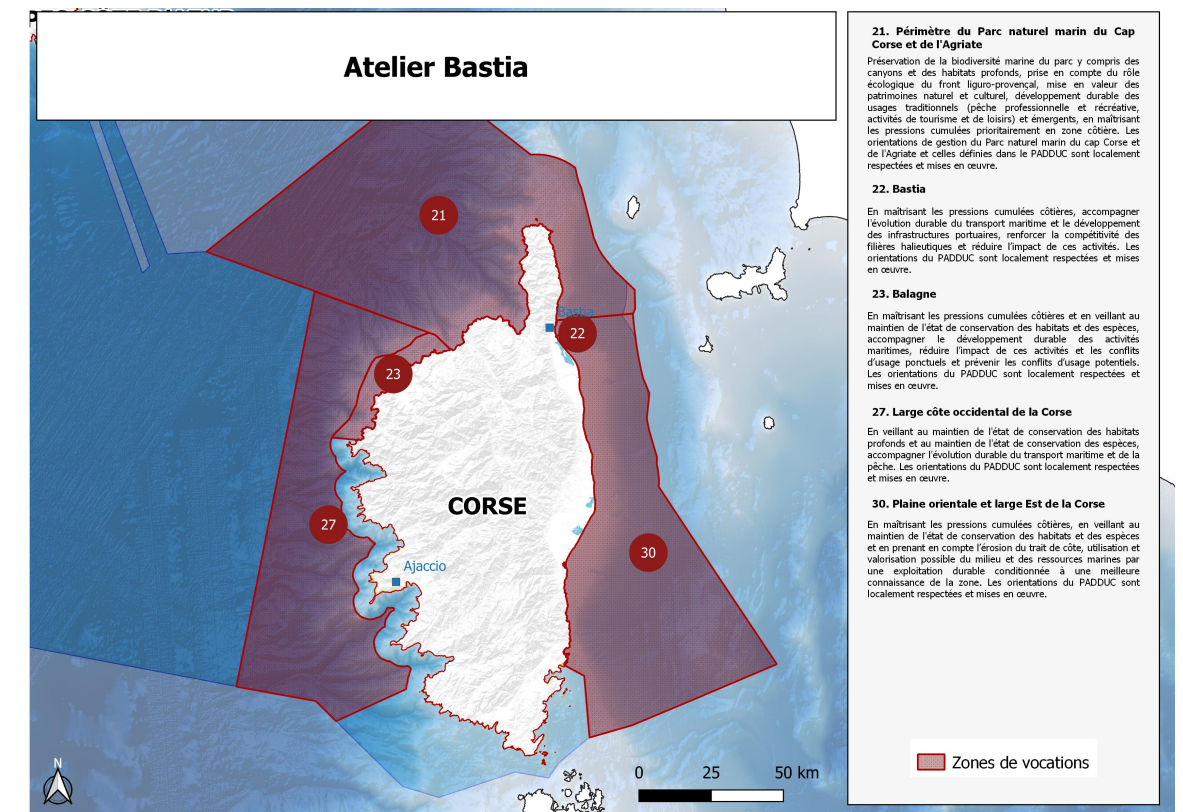 Atelier Bastia
21
Bastia
22
23
CORSE
27
30
Ajaccio
N
0 25 50 km
21. Périmètre du Parc naturel marin du Cap
Corse et de l'Agriate
Préservation de la biodiversité marine du parc y compris des
canyons et des habitats profonds, prise en compte du rôle
écologique du front liguro-provençal, mise en valeur des
patrimoines naturel et culturel, développement durable des
usages traditionnels (pêche professionnelle et récréative,
activités de tourisme et de loisirs) et émergents, en maîtrisant
les pressions cumulées prioritairement en zone côtière. Les
orientations de gestion du Parc naturel marin du cap Corse et
de l'Agriate et celles définies dans le PADDUC sont localement
respectées et mises en œuvre.
22. Bastia
En maîtrisant les pressions cumulées côtières, accompagner
l'évolution durable du transport maritime et le développement
des infrastructures portuaires, renforcer la compétitivité des
filières halieutiques et réduire l'impact de ces activités. Les
orientations du PADDUC sont localement respectées et mises
en œuvre.
23. Balagne
En maîtrisant les pressions cumulées côtières et en veillant au
maintien de l'état de conservation des habitats et des espèces,
accompagner le développement durable des activités
maritimes, réduire l'impact de ces activités et les conflits
d'usage ponctuels et prévenir les conflits d'usage potentiels.
Les orientations du PADDUC sont localement respectées et
mises en œuvre.
27. Large côte occidental de la Corse
En veillant au maintien de l'état de conservation des habitats
profonds et au maintien de l'état de conservation des espèces,
accompagner l'évolution durable du transport maritime et de la
pêche. Les orientations du PADDUC sont localement respectées
et mises en œuvre.
30. Plaine orientale et large Est de la Corse
En maîtrisant les pressions cumulées côtières, en veillant au
maintien de l'état de conservation des habitats et des espèces
et en prenant en compte l'érosion du trait de côte, utilisation et
valorisation possible du milieu et des ressources marines par
une exploitation durable conditionnée à une meilleure
connaissance de la zone. Les orientations du PADDUC sont
localement respectées et mises en œuvre.
Zones de vocations